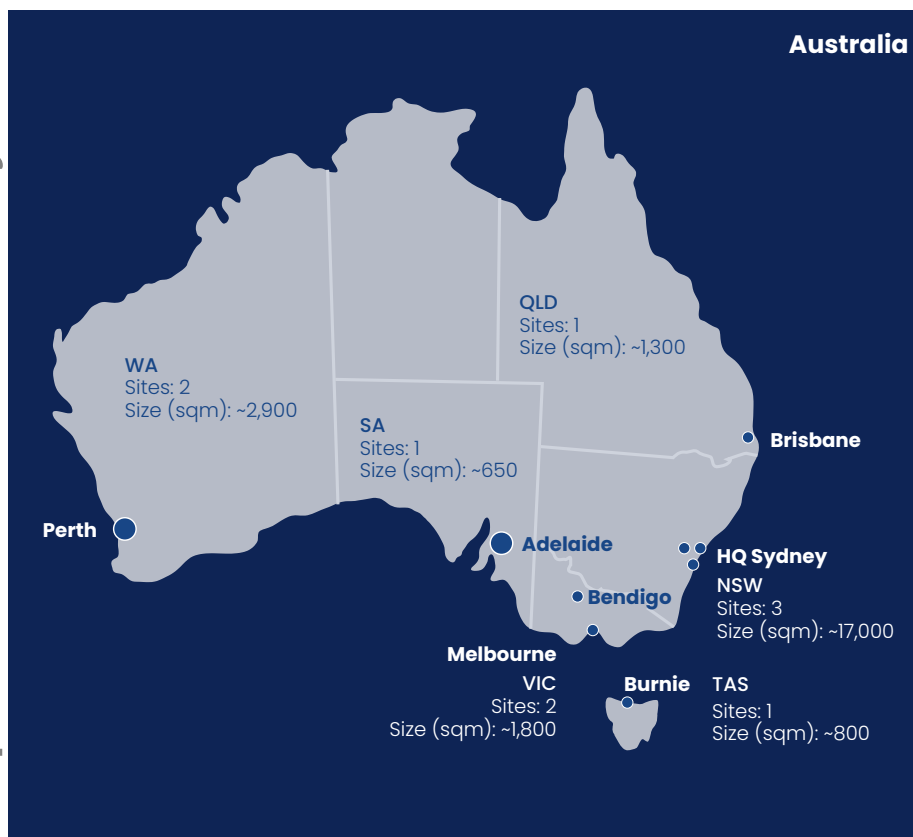 Australia
QLD
Sites: 1
Size (sqm): ~1,300
WA
Sites: 2
Size (sqm): ~2,900
SA
Sites: 1
Size (sqm): ~650
Brisbane
Perth
Adelaide
HQ Sydney
NSW
Sites: 3
Size (sqm): ~17,000
Bendigo
Melbourne
VIC
Sites: 2
Size (sqm): ~1,800
Burnie
TAS
Sites: 1
Size (sqm): ~800